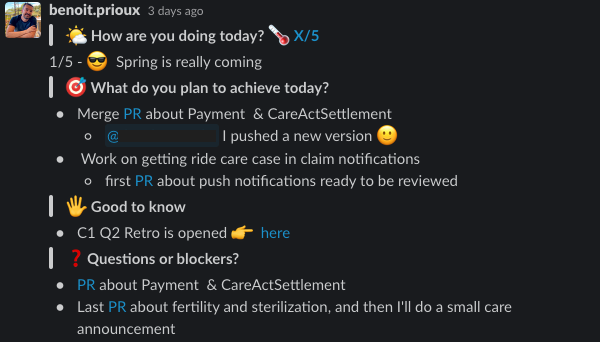 benoit.prioux 3 days ago
🌤️ How are you doing today? 🌡️ X/5
1/5 - 😎 Spring is really coming
🎯 What do you plan to achieve today?
• Merge PR about Payment & CareActSettlement
◦ @ I pushed a new version 🙂
• Work on getting ride care case in claim notifications
◦ first PR about push notifications ready to be reviewed
🖐️ Good to know
• C1 Q2 Retro is opened 👉 here
❓ Questions or blockers?
• PR about Payment & CareActSettlement
• Last PR about fertility and sterilization, and then I'll do a small care
announcement